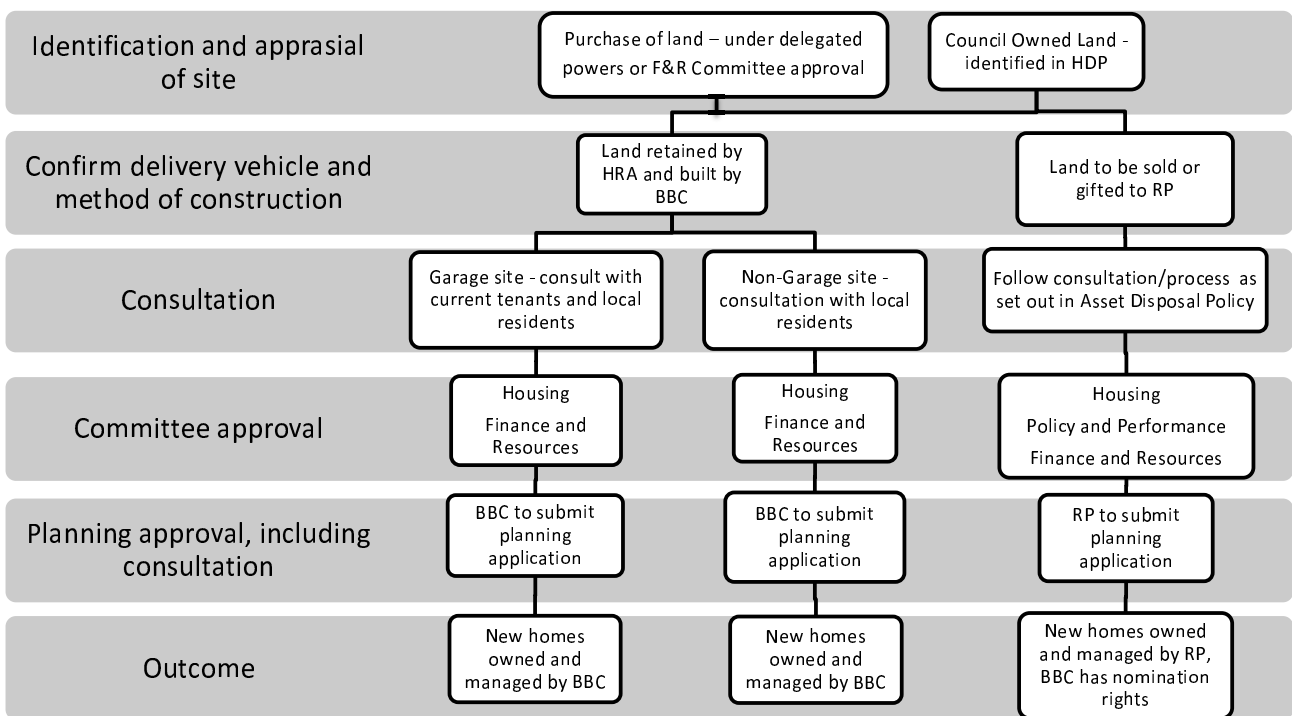 Identification and apprasial
of site
Purchase of land – under delegated
powers or F&R Committee approval
Council Owned Land -
identified in HDP
Confirm delivery vehicle and
method of construction
Land retained by
HRA and built by
BBC
Land to be sold or
gifted to RP
Consultation
Garage site - consult with
current tenants and local
residents
Non-Garage site -
consultation with local
residents
Follow consultation/process as
set out in Asset Disposal Policy
Committee approval
Housing
Finance and
Resources
Housing
Finance and
Resources
Housing
Policy and Performance
Finance and Resources
Planning approval, including
consultation
BBC to submit
planning
application
BBC to submit
planning
application
RP to submit
planning
application
Outcome
New homes
owned and
managed by BBC
New homes
owned and
managed by BBC
New homes owned
and managed by RP,
BBC has nomination
rights